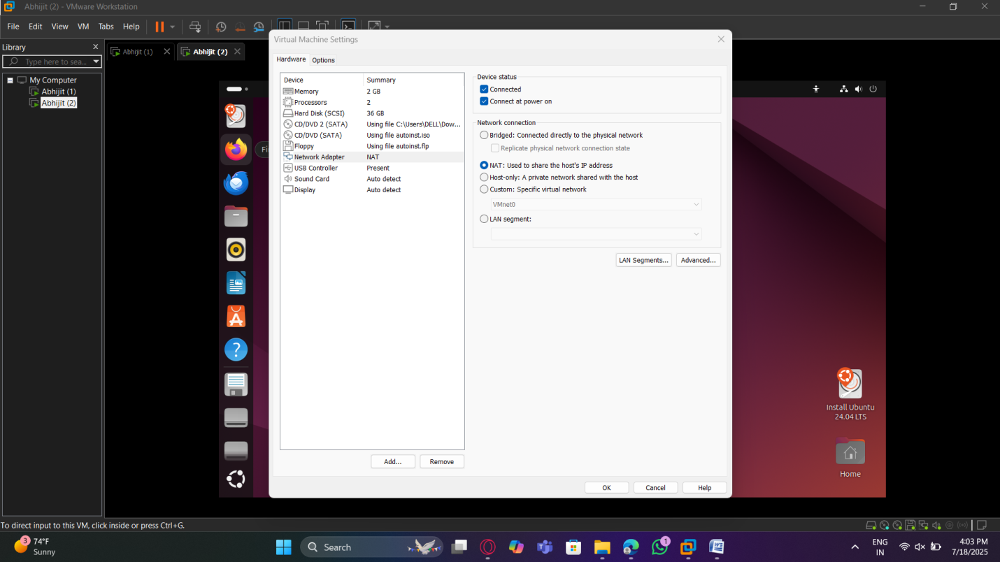 Abhijit (2) - VMware Workstation
File Edit View VM Tabs Help
Library
Type here to sea...
My Computer
Abhijit (1)
Abhijit (2)
Abhijit (1)
Abhijit (2)
Virtual Machine Settings
Hardware Options
Device Summary
Memory 2 GB
Processors 2
Hard Disk (SCSI) 36 GB
CD/DVD 2 (SATA) Using file C:\Users\DELL\Dow...
CD/DVD (SATA) Using file autoinst.iso
Floppy Using file autoinst.flp
Network Adapter NAT
USB Controller Present
Sound Card Auto detect
Display Auto detect
Add... Remove
Device status
Connected
Connect at power on
Network connection
Bridged: Connected directly to the physical network
Replicate physical network connection state
NAT: Used to share the host's IP address
Host-only: A private network shared with the host
Custom: Specific virtual network
VMnet0
LAN segment:
LAN Segments... Advanced...
OK Cancel Help
Fi
Install Ubuntu
24.04 LTS
Home
To direct input to this VM, click inside or press Ctrl+G.
3
74°F
Sunny
Search
1
ENG
IN
4:03 PM
7/18/2025